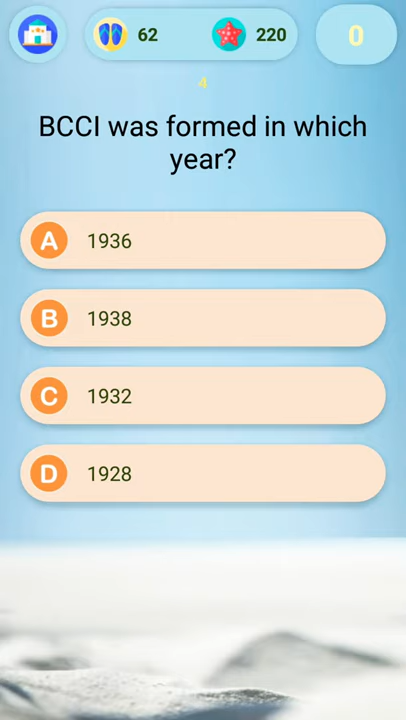 62
220
0
4
BCCI was formed in which
year?
A 1936
B 1938
C 1932
D 1928